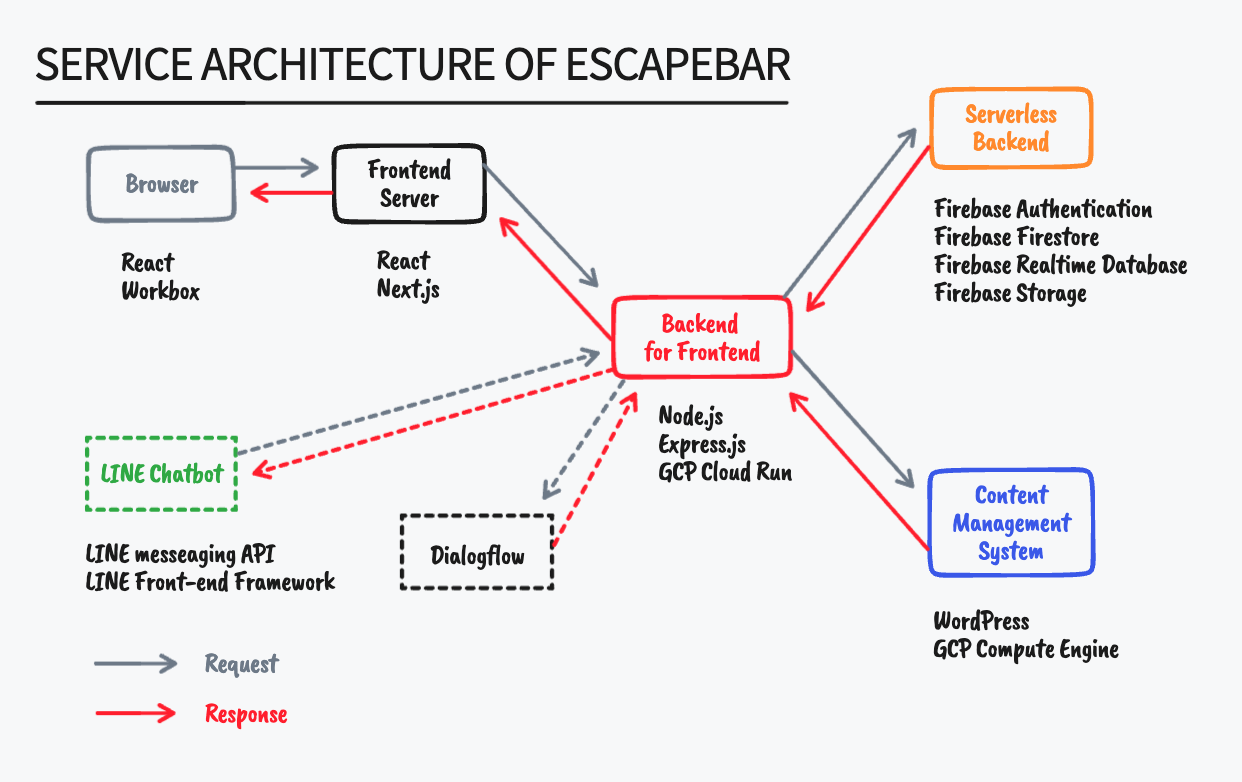 SERVICE ARCHITECTURE OF ESCAPEBAR
Browser
React
Workbox
Frontend
Server
React
Next.js
Serverless
Backend
Firebase Authentication
Firebase Firestore
Firebase Realtime Database
Firebase Storage
Backend
for Frontend
Node.js
Express.js
GCP Cloud Run
LINE Chatbot
LINE messeaging API
LINE Front-end Framework
Dialogflow
Content
Management
System
WordPress
GCP Compute Engine
Request
Response